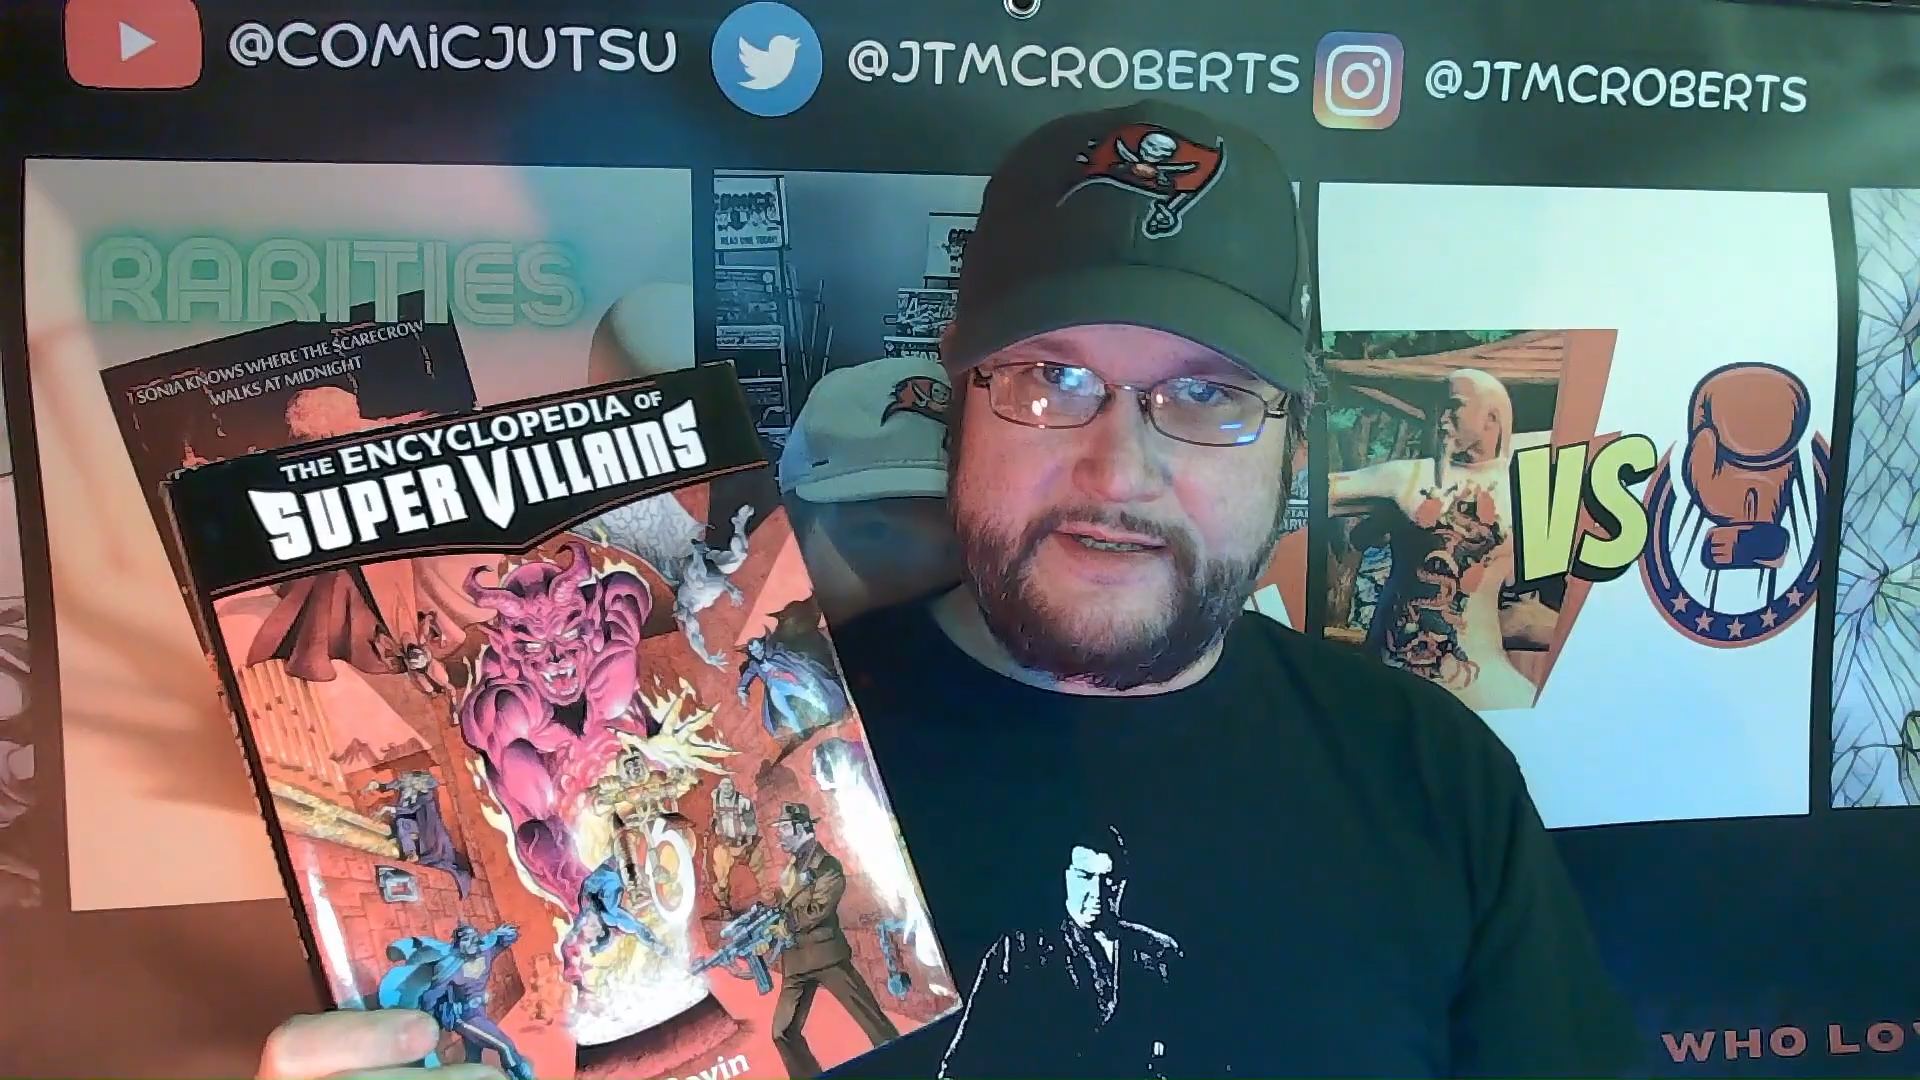 @COMICJUTSU
@JTMCROBERTS
@JTMCROBERTS
RARITIES
SONIA KNOWS WHERE THE SCARECROW
WALKS AT MIDNIGHT
THE ENCYCLOPEDIA OF
SUPER VILLAINS
VS
WHO